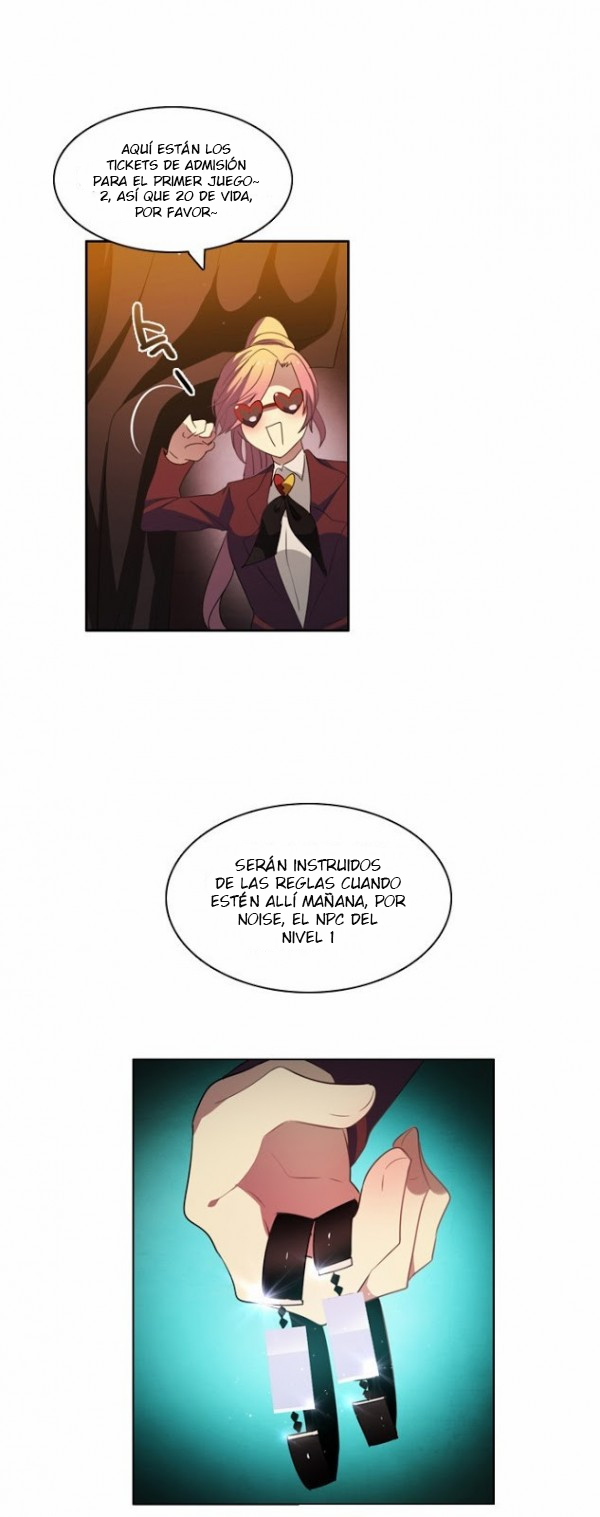 AQUÍ ESTÁN LOS
TICKETS DE ADMISIÓN
PARA EL PRIMER JUEGO~
2, ASÍ QUE 20 DE VIDA,
POR FAVOR~
SERÁN INSTRUIDOS
DE LAS REGLAS CUANDO
ESTÉN ALLÍ MAÑANA, POR
NOISE, EL NPC DEL
NIVEL 1